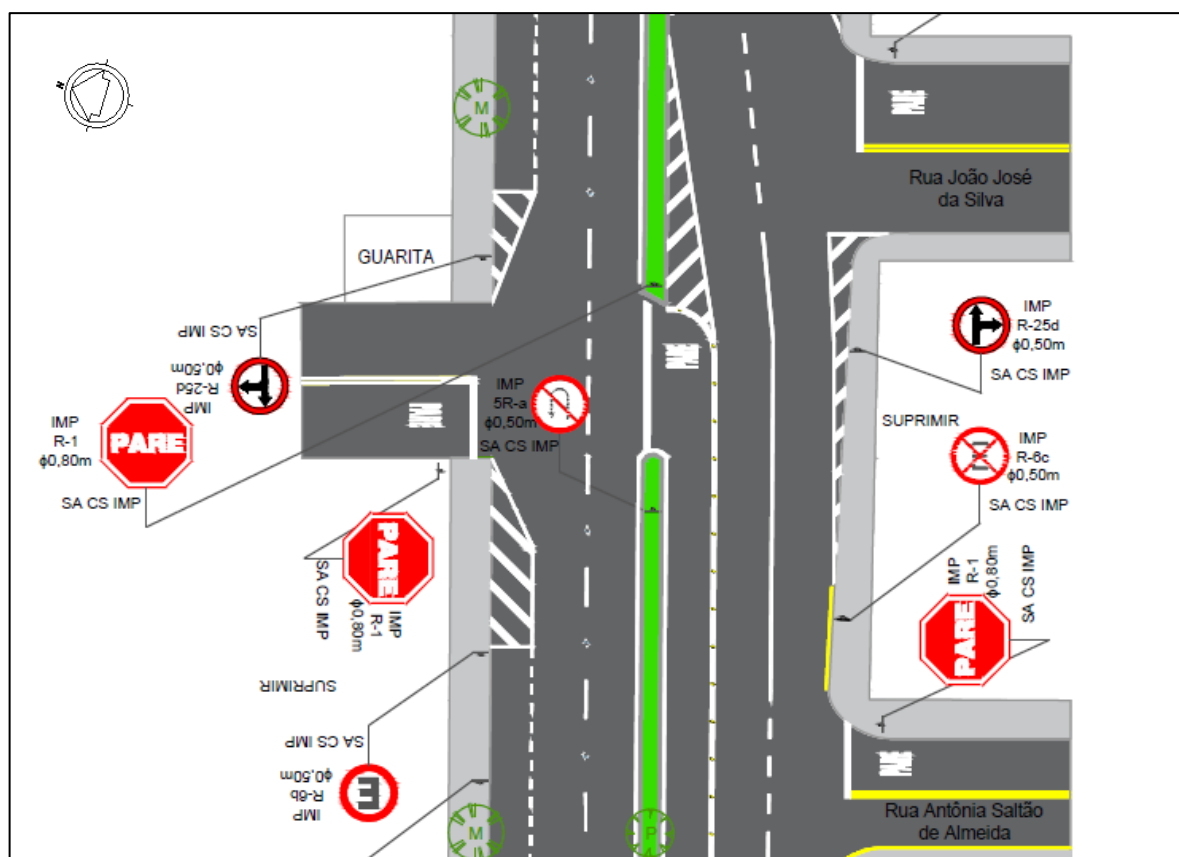 N
M
Rua João José
da Silva
GUARITA
SA CS IMP
IMP
R-25d
ϕ0,50m
IMP
R-25d
ϕ0,50m
SA CS IMP
IMP
5R-a
ϕ0,50m
SA CS IMP
IMP
R-1
ϕ0,80m
PARE
SA CS IMP
SUPRIMIR
IMP
R-6c
ϕ0,50m
SA CS IMP
PARE
IMP
R-1
ϕ0,80m
SA CS IMP
IMP
R-1
ϕ0,80m
SA CS IMP
PARE
SUPRIMIR
SA CS IMP
IMP
R-6b
ϕ0,50m
E
M
P
Rua Antônia Saltão
de Almeida